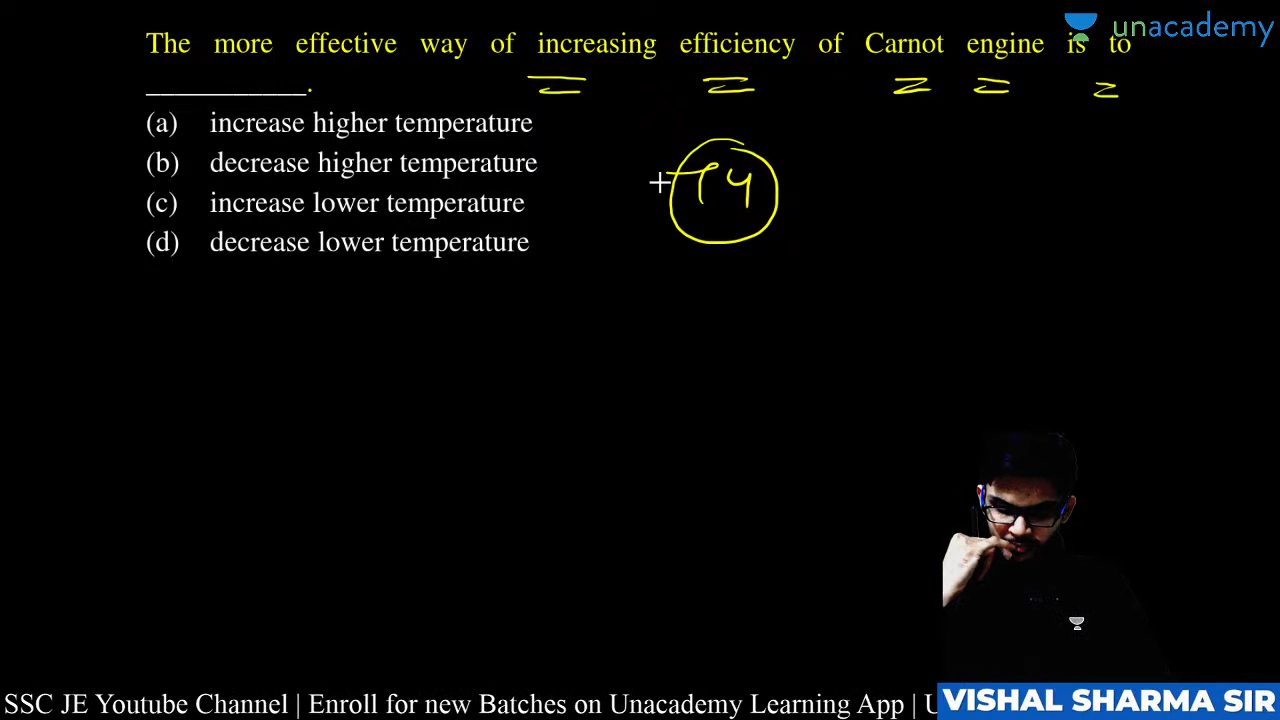 unacademy
The more effective way of increasing efficiency of Carnot engine is to
___________.
(a) increase higher temperature
(b) decrease higher temperature
(c) increase lower temperature
(d) decrease lower temperature
SSC JE Youtube Channel | Enroll for new Batches on Unacademy Learning App | U
VISHAL SHARMA SIR